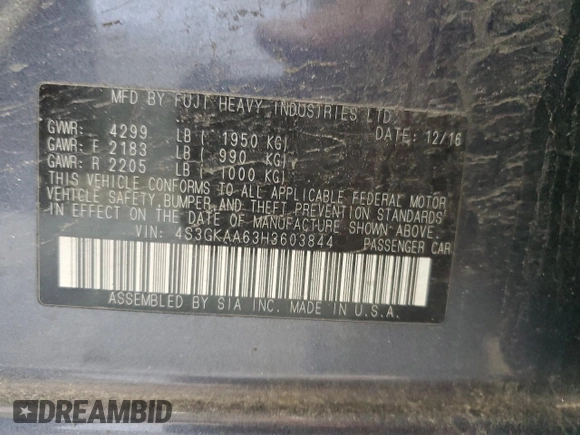 MFD BY FUJI HEAVY INDUSTRIES LTD.
DATE: 12/16
GVWR: 4299 LB ( 1950 KG)
GAWR: F 2183 LB ( 990 KG)
GAWR: R 2205 LB ( 1000 KG)
THIS VEHICLE CONFORMS TO ALL APPLICABLE FEDERAL MOTOR
VEHICLE SAFETY, BUMPER, AND THEFT PREVENTION STANDARDS
IN EFFECT ON THE DATE OF MANUFACTURE SHOWN ABOVE.
VIN: 4S3GKAA63H3603844 PASSENGER CAR
ASSEMBLED BY SIA INC. MADE IN U.S.A.
DREAMBID